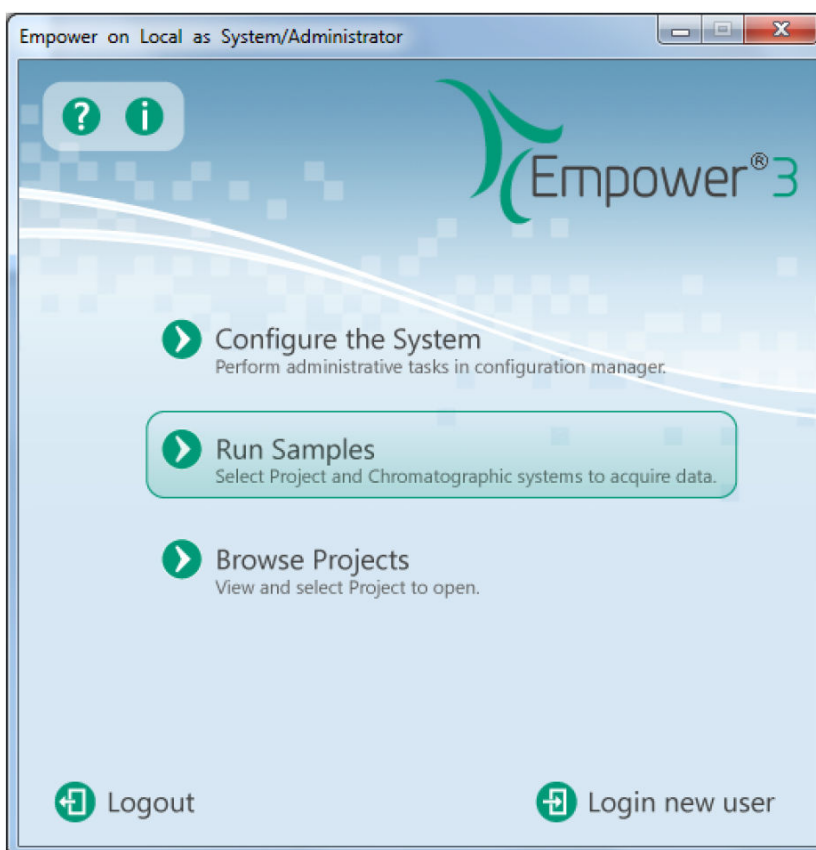 Empower on Local as System/Administrator
? i
Empower®3
Configure the System
Perform administrative tasks in configuration manager.
Run Samples
Select Project and Chromatographic systems to acquire data.
Browse Projects
View and select Project to open.
Logout
Login new user